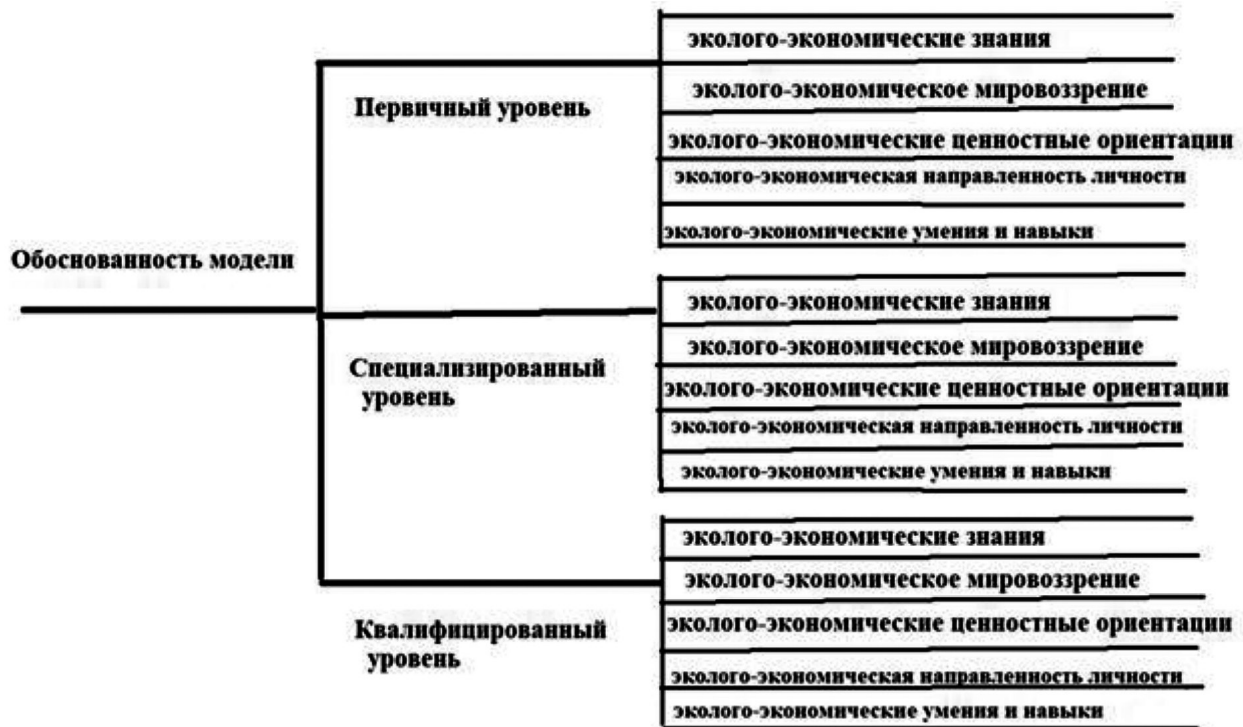 эколого-экономические знания
эколого-экономическое мировоззрение
Первичный уровень
эколого-экономические ценностные ориентации
эколого-экономическая направленность личности
эколого-экономические умения и навыки
Обоснованность модели
эколого-экономические знания
эколого-экономическое мировоззрение
Специализированный
уровень
эколого-экономические ценностные ориентации
эколого-экономическая направленность личности
эколого-экономические умения и навыки
эколого-экономические знания
эколого-экономическое мировоззрение
Квалифицированный
уровень
эколого-экономические ценностные ориентации
эколого-экономическая направленность личности
эколого-экономические умения и навыки